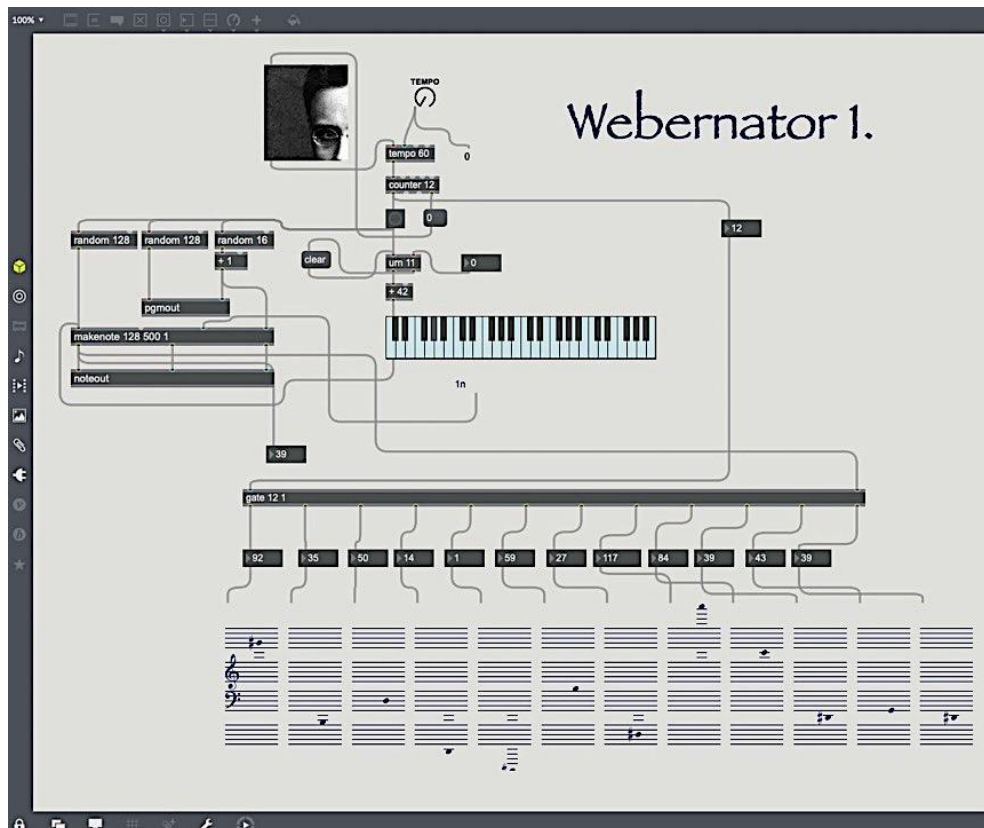 100%
TEMPO
Webernator 1.
tempo 60
0
counter 12
0
12
random 128 random 128 random 16
+ 1
clear
urn 11
0
+ 42
pgmout
makenote 128 500 1
noteout
1n
39
gate 12 1
92 35 50 14 1 59 27 117 84 39 43 39